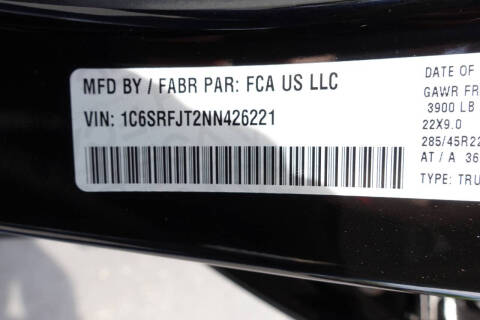 MFD BY / FABR PAR: FCA US LLC
VIN: 1C6SRFJT2NN426221
DATE OF
GAWR FR
3900 LB
22X9.0
285/45R22
AT / A 36
TYPE: TRU